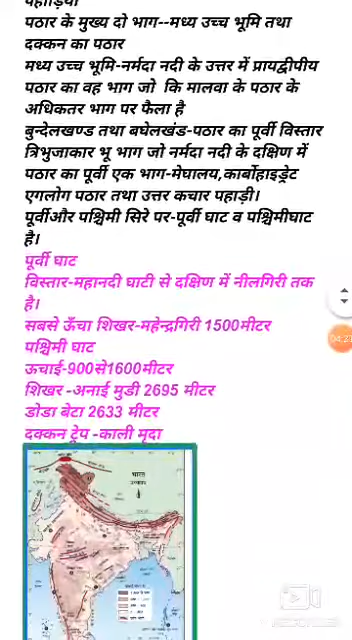 पहाड़िया
पठार के मुख्य दो भाग--मध्य उच्च भूमि तथा
दक्कन का पठार
मध्य उच्च भूमि-नर्मदा नदी के उत्तर में प्रायद्वीपीय
पठार का वह भाग जो कि मालवा के पठार के
अधिकतर भाग पर फैला है
बुन्देलखण्ड तथा बघेलखंड-पठार का पूर्वी विस्तार
त्रिभुजाकार भू भाग जो नर्मदा नदी के दक्षिण में
पठार का पूर्वी एक भाग-मेघालय,कार्बोहाइड्रेट
एगलोग पठार तथा उत्तर कचार पहाड़ी।
पूर्वीऔर पश्चिमी सिरे पर-पूर्वी घाट व पश्चिमीघाट
है।
पूर्वी घाट
विस्तार-महानदी घाटी से दक्षिण में नीलगिरी तक
है।
सबसे ऊँचा शिखर-महेन्द्रगिरी 1500मीटर
पश्चिमी घाट
ऊचाई-900से1600मीटर
शिखर -अनाई मुडी 2695 मीटर
डोडा बेटा 2633 मीटर
दक्कन ट्रेप -काली मृदा
भारत